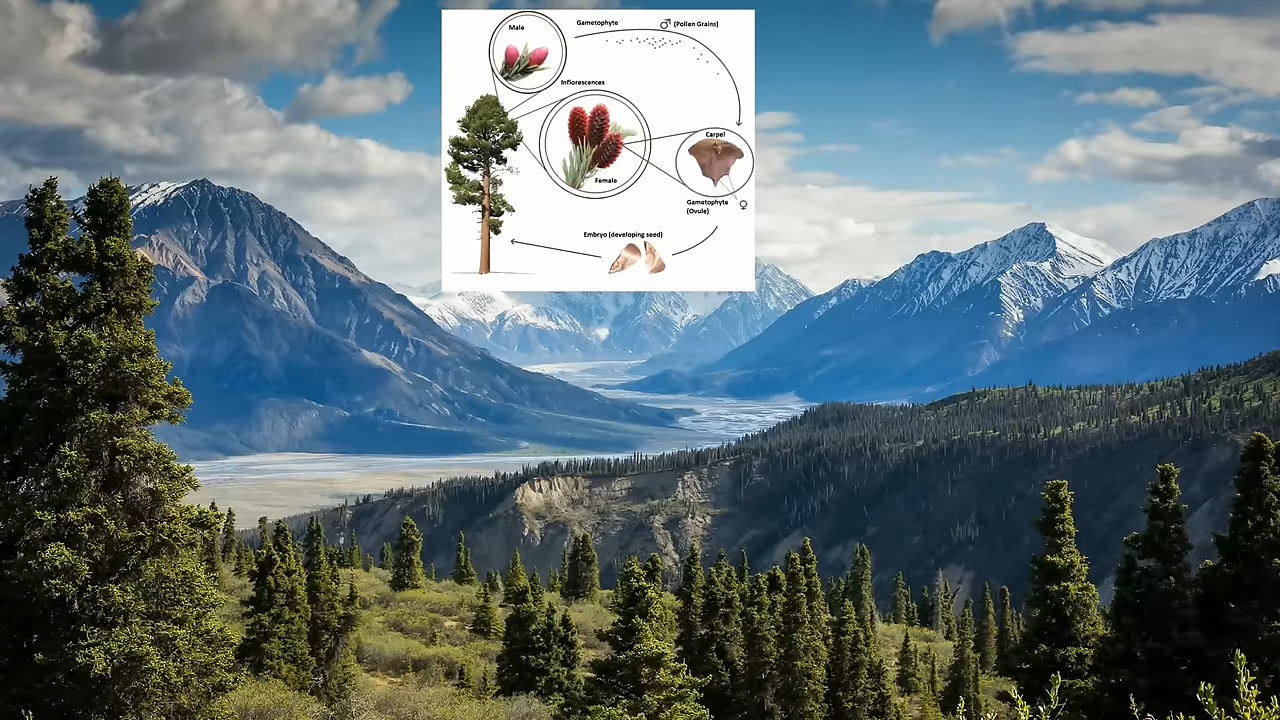 Male
Gametophyte
♂ (Pollen Grains)
Inflorescences
Female
Carpel
Gametophyte
(Ovule) ♀
Embryo (developing seed)